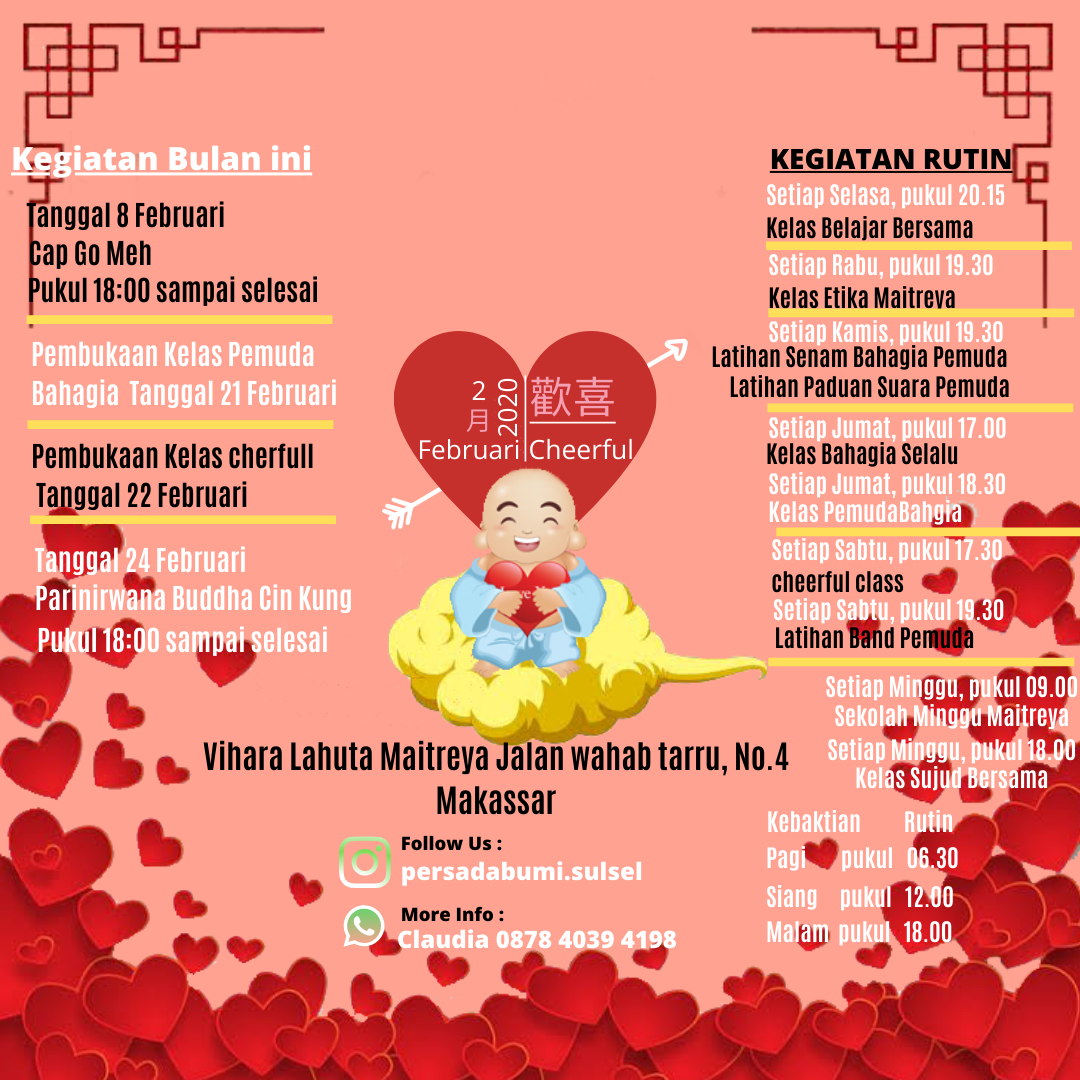 Kegiatan Bulan ini
Tanggal 8 Februari
Cap Go Meh
Pukul 18:00 sampai selesai
Pembukaan Kelas Pemuda
Bahagia Tanggal 21 Februari
Pembukaan Kelas cherfull
Tanggal 22 Februari
Tanggal 24 Februari
Parinirwana Buddha Cin Kung
Pukul 18:00 sampai selesai
2
月
2020
歡喜
Februari
Cheerful
Vihara Lahuta Maitreya Jalan wahab tarru, No.4
Makassar
Follow Us :
persadabumi.sulsel
More Info :
Claudia 0878 4039 4198
KEGIATAN RUTIN
Setiap Selasa, pukul 20.15
Kelas Belajar Bersama
Setiap Rabu, pukul 19.30
Kelas Etika Maitreya
Setiap Kamis, pukul 19.30
Latihan Senam Bahagia Pemuda
Latihan Paduan Suara Pemuda
Setiap Jumat, pukul 17.00
Kelas Bahagia Selalu
Setiap Jumat, pukul 18.30
Kelas PemudaBahgia
Setiap Sabtu, pukul 17.30
cheerful class
Setiap Sabtu, pukul 19.30
Latihan Band Pemuda
Setiap Minggu, pukul 09.00
Sekolah Minggu Maitreya
Setiap Minggu, pukul 18.00
Kelas Sujud Bersama
Kebaktian Rutin
Pagi pukul 06.30
Siang pukul 12.00
Malam pukul 18.00